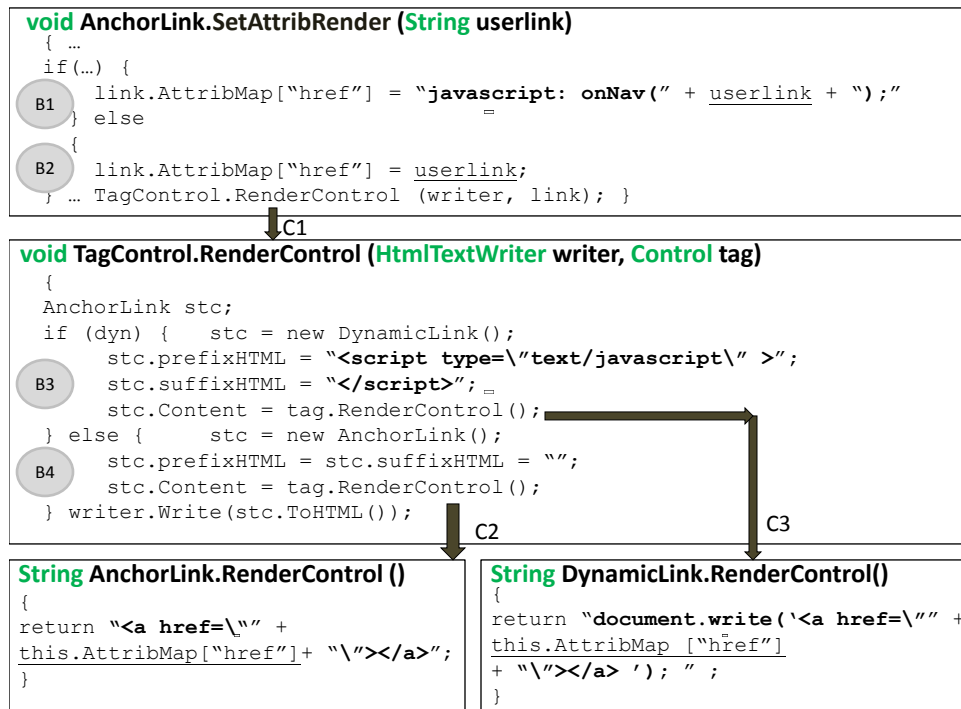 void AnchorLink.SetAttribRender (String userlink)
{ …
if(…) {
B1 link.AttribMap[“href”] = “javascript: onNav(” + userlink + “);”
} else
{
B2 link.AttribMap[“href”] = userlink;
} … TagControl.RenderControl (writer, link); }
C1
void TagControl.RenderControl (HtmlTextWriter writer, Control tag)
{
AnchorLink stc;
if (dyn) { stc = new DynamicLink();
stc.prefixHTML = “<script type=\”text/javascript\” >”;
B3 stc.suffixHTML = “</script>”;
stc.Content = tag.RenderControl();
} else { stc = new AnchorLink();
B4 stc.prefixHTML = stc.suffixHTML = “”;
stc.Content = tag.RenderControl();
} writer.Write(stc.ToHTML());
C2
C3
String AnchorLink.RenderControl ()
{
return “<a href=\“” +
this.AttribMap[“href”]+ “\”></a>”;
}
String DynamicLink.RenderControl()
{
return “document.write(‘<a href=\”” +
this.AttribMap [“href”]
+ “\”></a> ’); ” ;
}